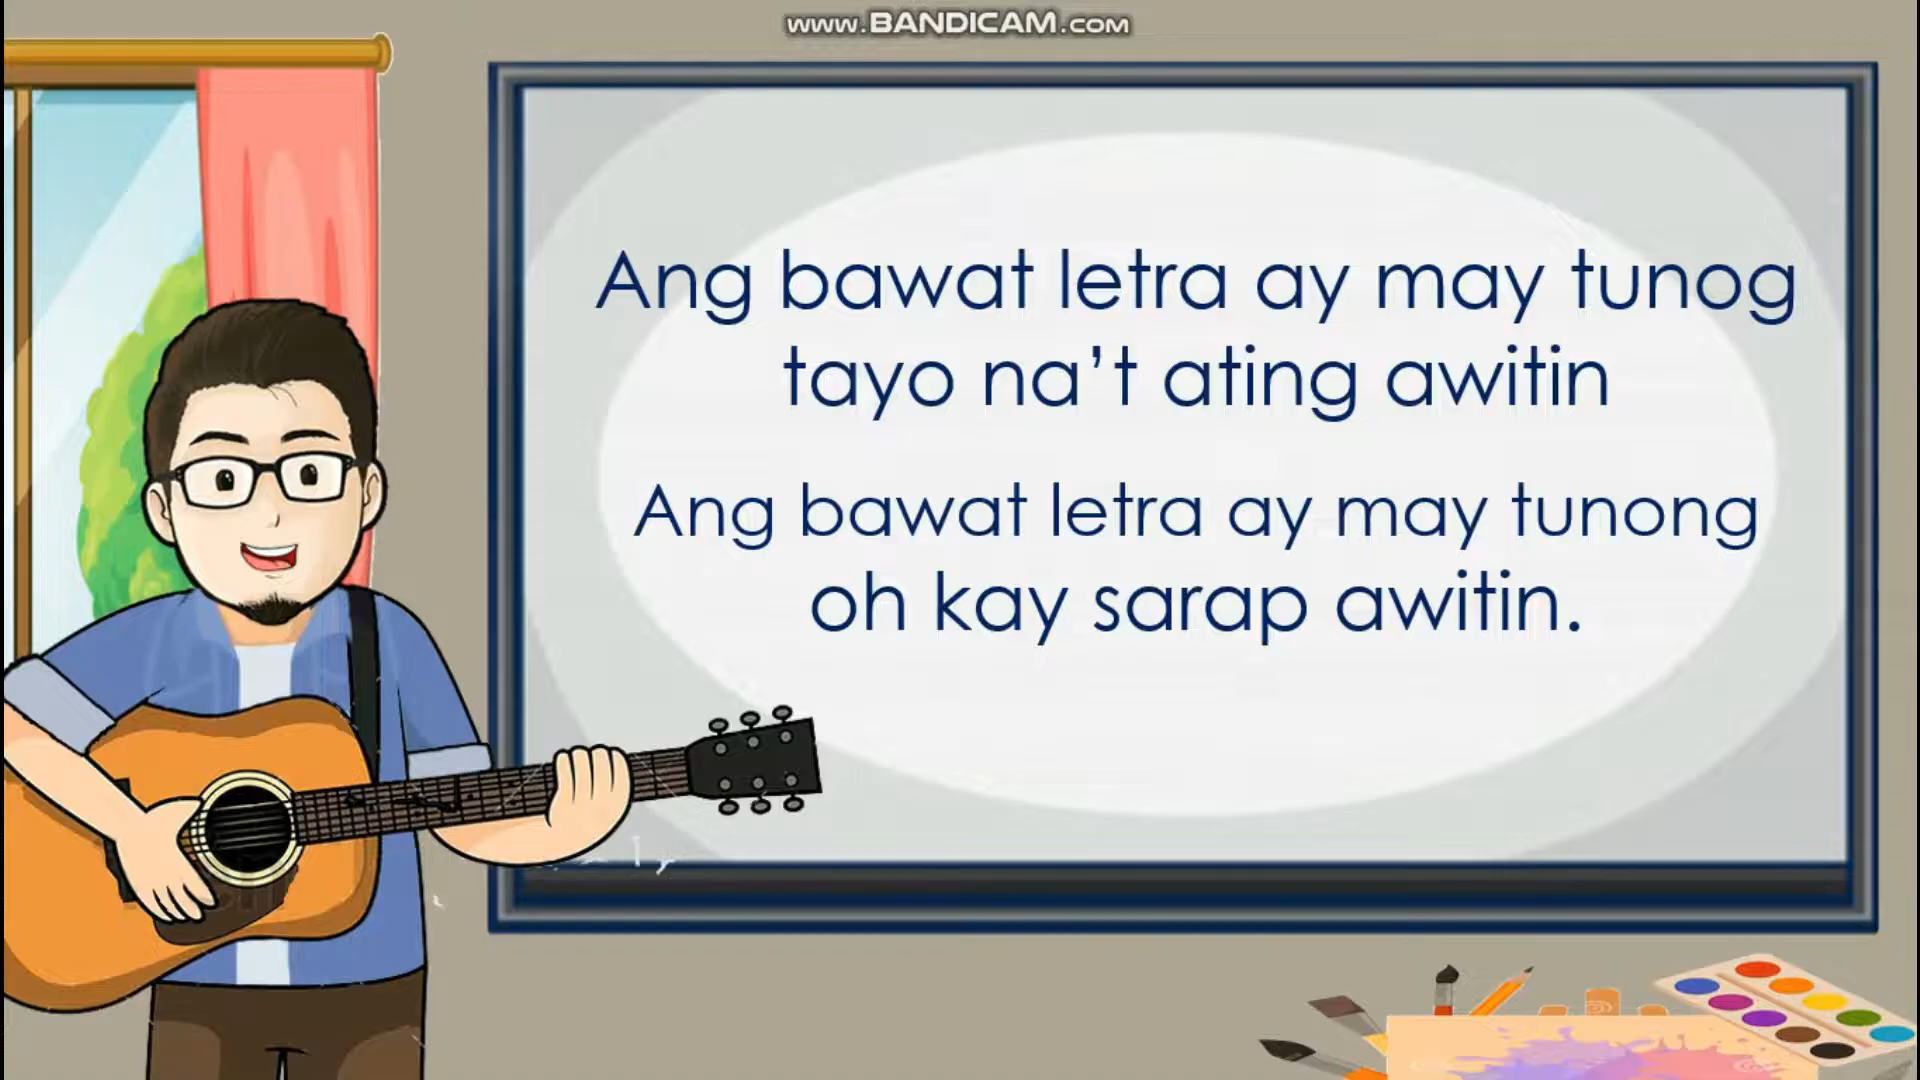 www.BANDICAM.com
Ang bawat letra ay may tunog
tayo na’t ating awitin
Ang bawat letra ay may tunong
oh kay sarap awitin.